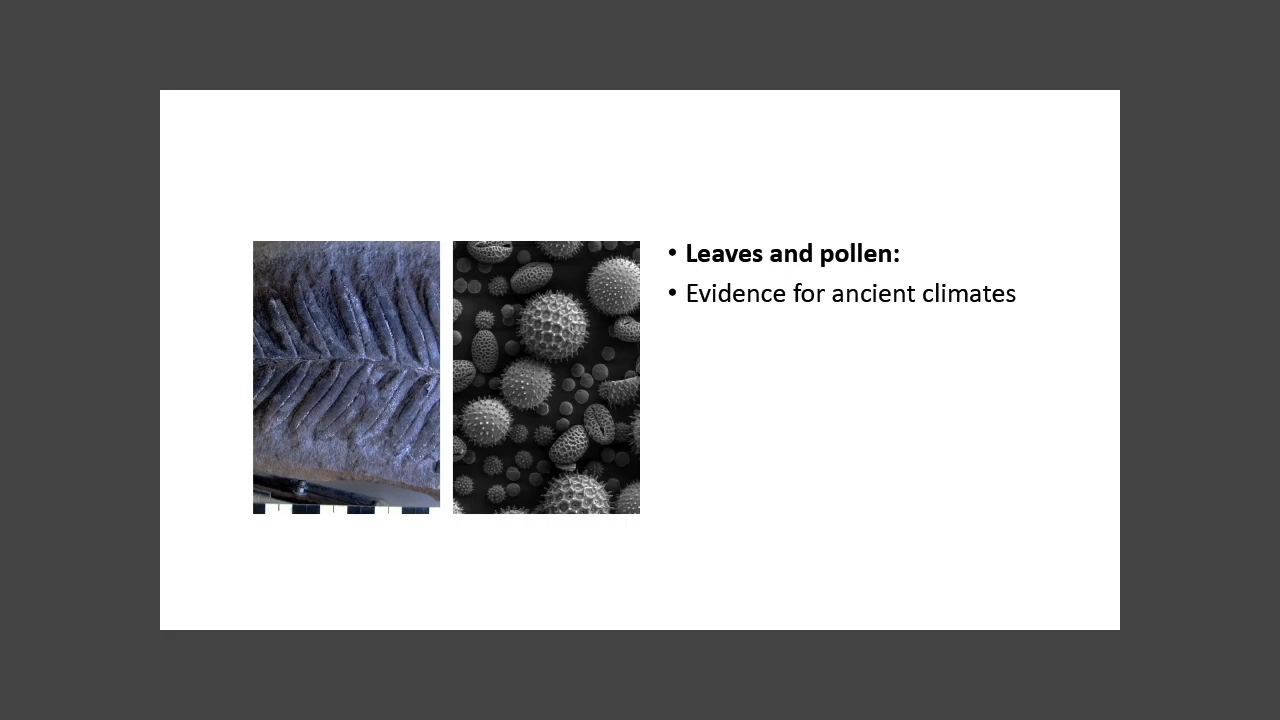 • Leaves and pollen:
• Evidence for ancient climates